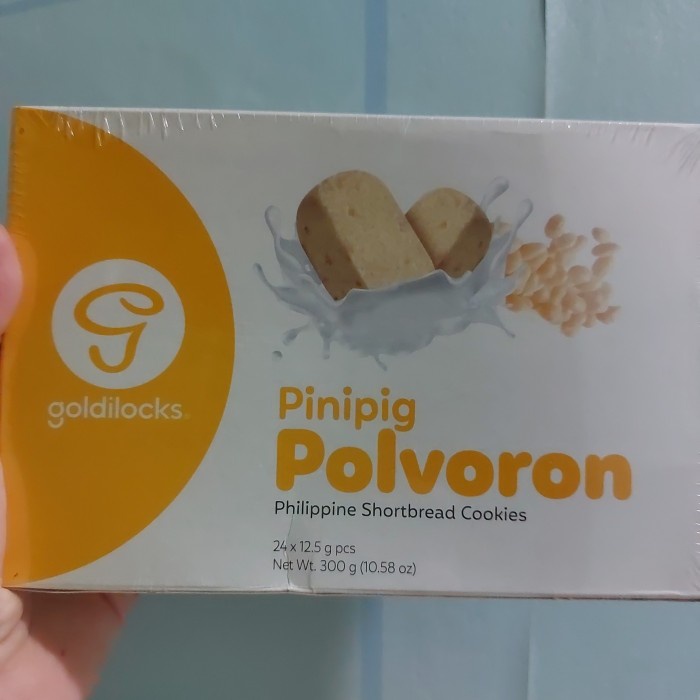 goldilocks
Pinipig
Polvoron
Philippine Shortbread Cookies
24 x 12.5 g pcs
Net Wt. 300 g (10.58 oz)